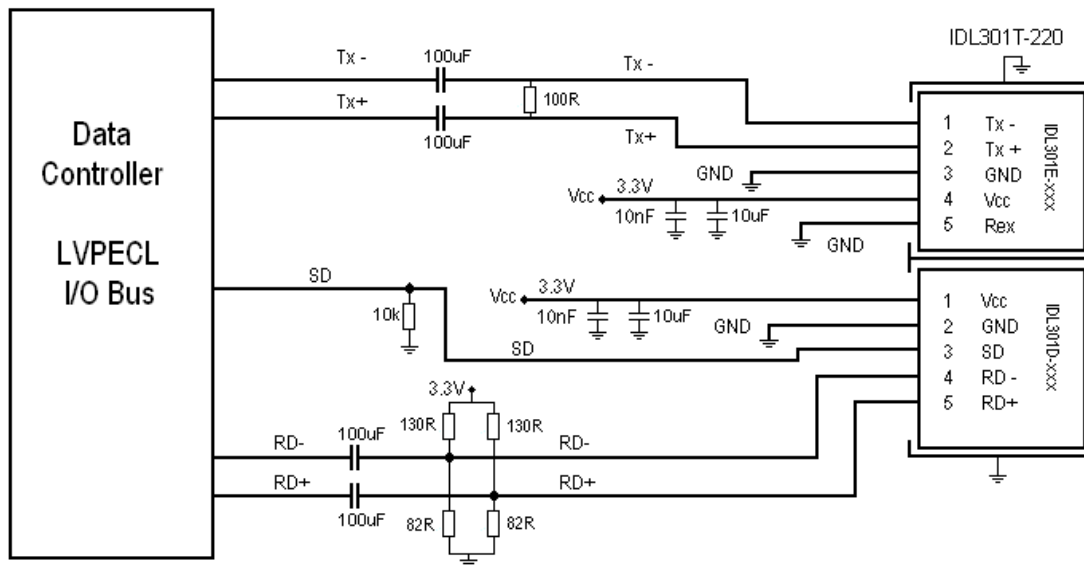 IDL301T-220
Tx - 100uF Tx -
100R
Tx+ 100uF Tx+
Data
Controller
LVPECL
I/O Bus
1 Tx -
2 Tx +
3 GND
4 Vcc
5 Rex
IDL301E-XXX
GND
Vcc 3.3V
10nF 10uF
GND
SD
10k
SD
Vcc 3.3V
10nF 10uF
GND
1 Vcc
2 GND
3 SD
4 RD -
5 RD+
IDL301D-XXX
3.3V
130R 130R
RD- 100uF RD-
RD+ 100uF RD+
82R 82R